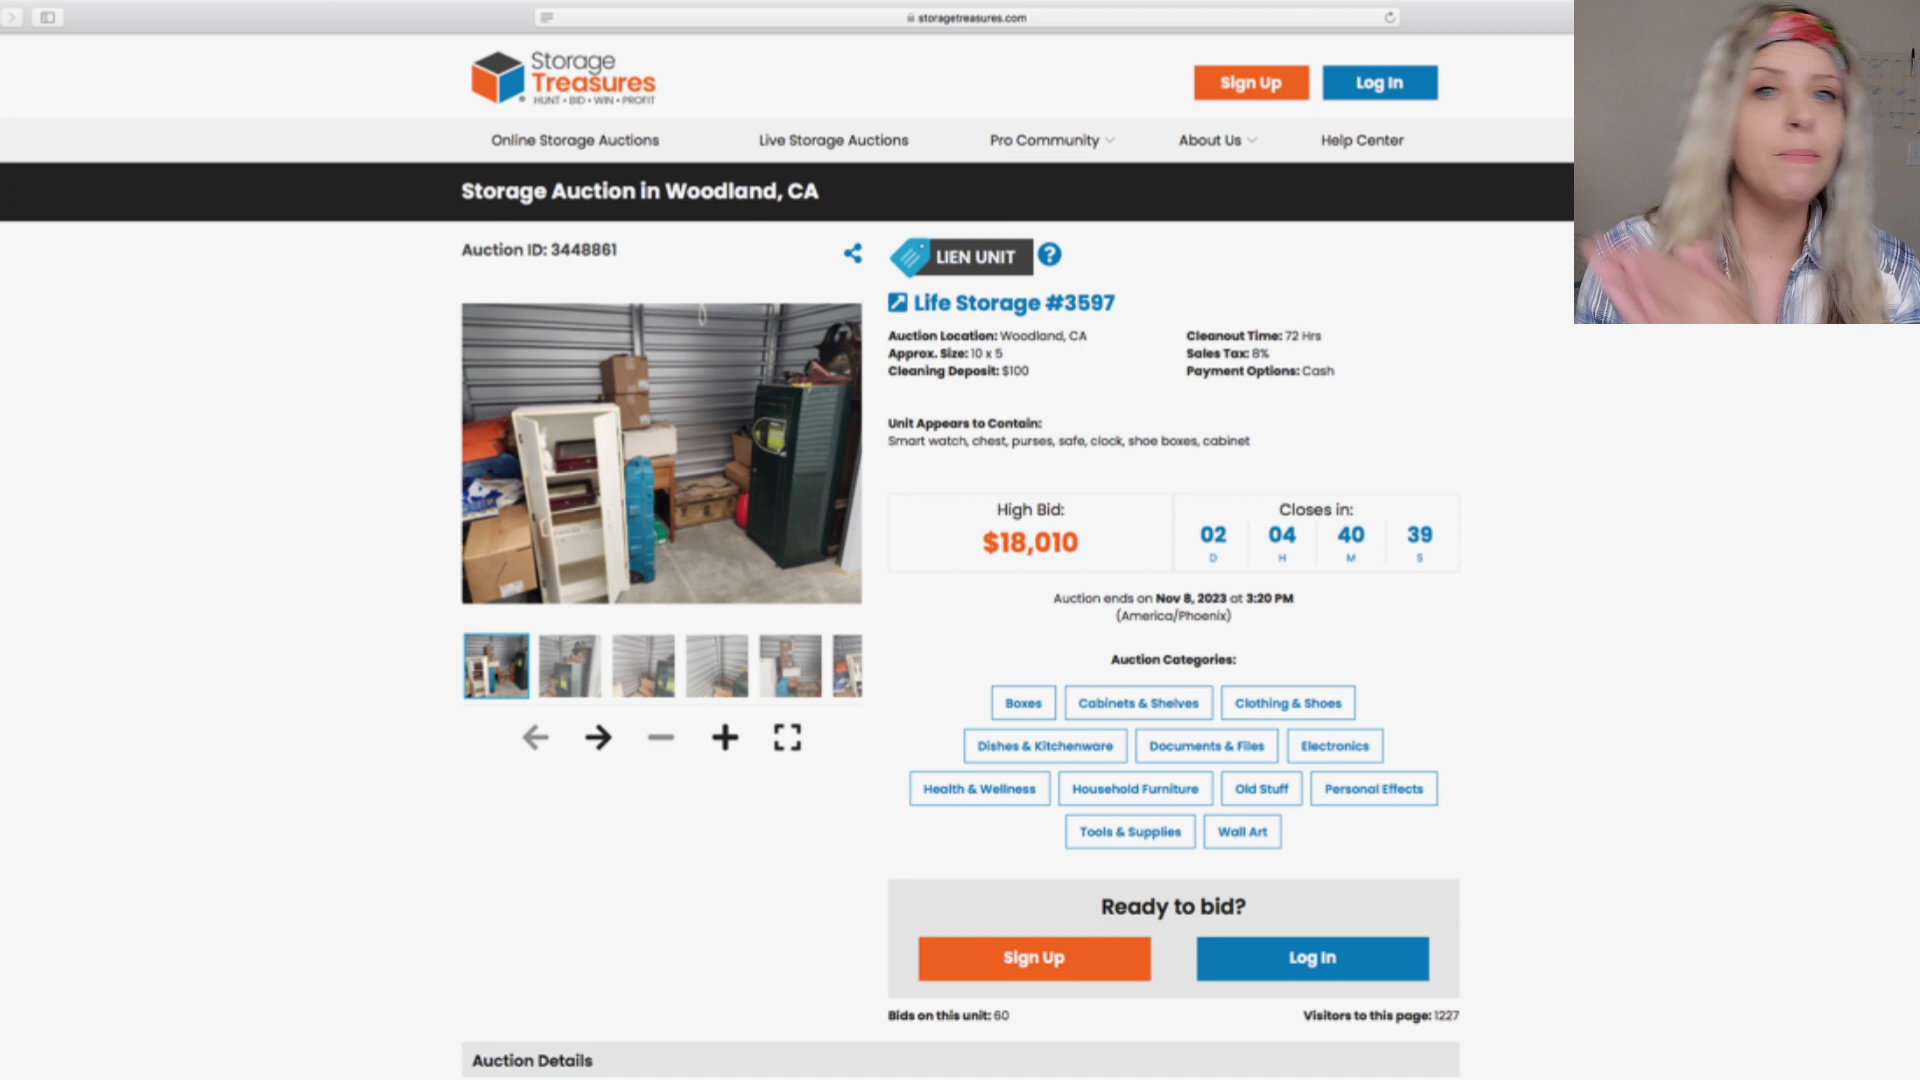 storagetreasures.com
Storage
Treasures
HUNT • BID • WIN • PROFIT
Sign Up
Log In
Online Storage Auctions
Live Storage Auctions
Pro Community
About Us
Help Center
Storage Auction in Woodland, CA
Auction ID: 3448861
LIEN UNIT
?
Life Storage #3597
Auction Location: Woodland, CA
Cleanout Time: 72 Hrs
Approx. Size: 10 x 5
Sales Tax: 8%
Cleaning Deposit: $100
Payment Options: Cash
Unit Appears to Contain:
Smart watch, chest, purses, safe, clock, shoe boxes, cabinet
High Bid:
$18,010
Closes in:
02 04 40 39
D H M S
Auction ends on Nov 8, 2023 at 3:20 PM
(America/Phoenix)
Auction Categories:
Boxes
Cabinets & Shelves
Clothing & Shoes
Dishes & Kitchenware
Documents & Files
Electronics
Health & Wellness
Household Furniture
Old Stuff
Personal Effects
Tools & Supplies
Wall Art
Ready to bid?
Sign Up
Log In
Bids on this unit: 60
Visitors to this page: 1227
Auction Details